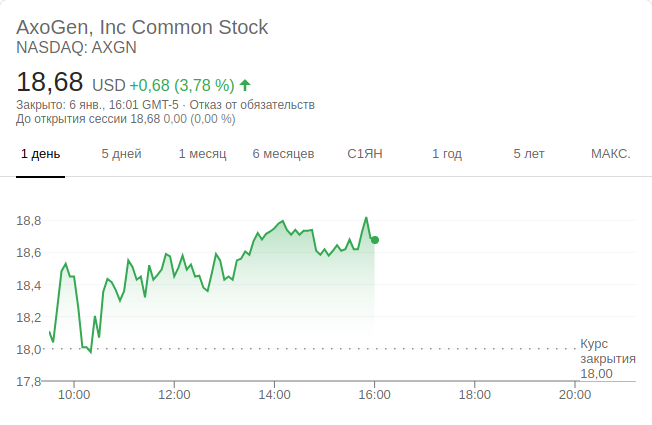 AxoGen, Inc Common Stock
NASDAQ: AXGN
18,68 USD +0,68 (3,78 %)
Закрыто: 6 янв., 16:01 GMT-5 · Отказ от обязательств
До открытия сессии 18,68 0,00 (0,00 %)
1 день 5 дней 1 месяц 6 месяцев С1ЯН 1 год 5 лет МАКС.
18,8
18,6
18,4
18,2
18,0
17,8
Курс
закрытия
18,00
10:00 12:00 14:00 16:00 18:00 20:00